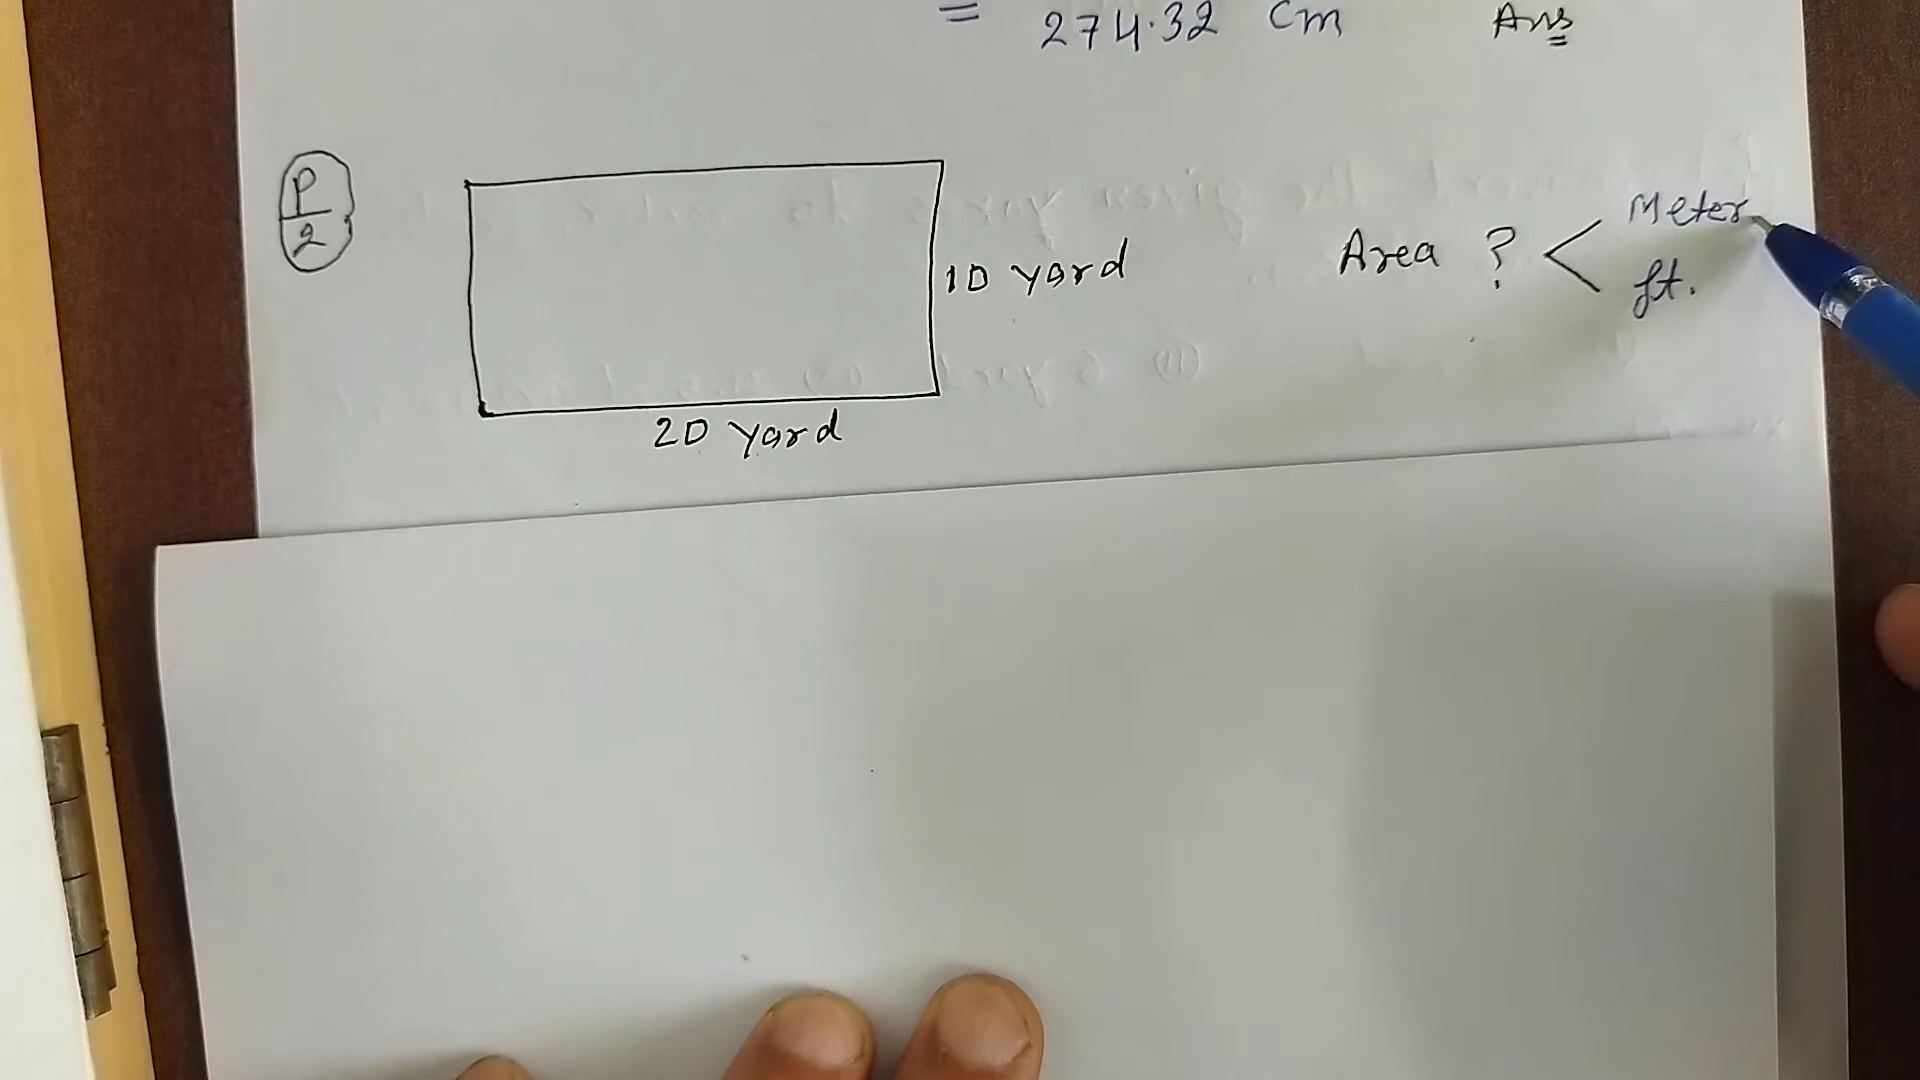 = 274.32 cm Ans
P/2
Area ? < Meter
ft.
10 yard
20 yard